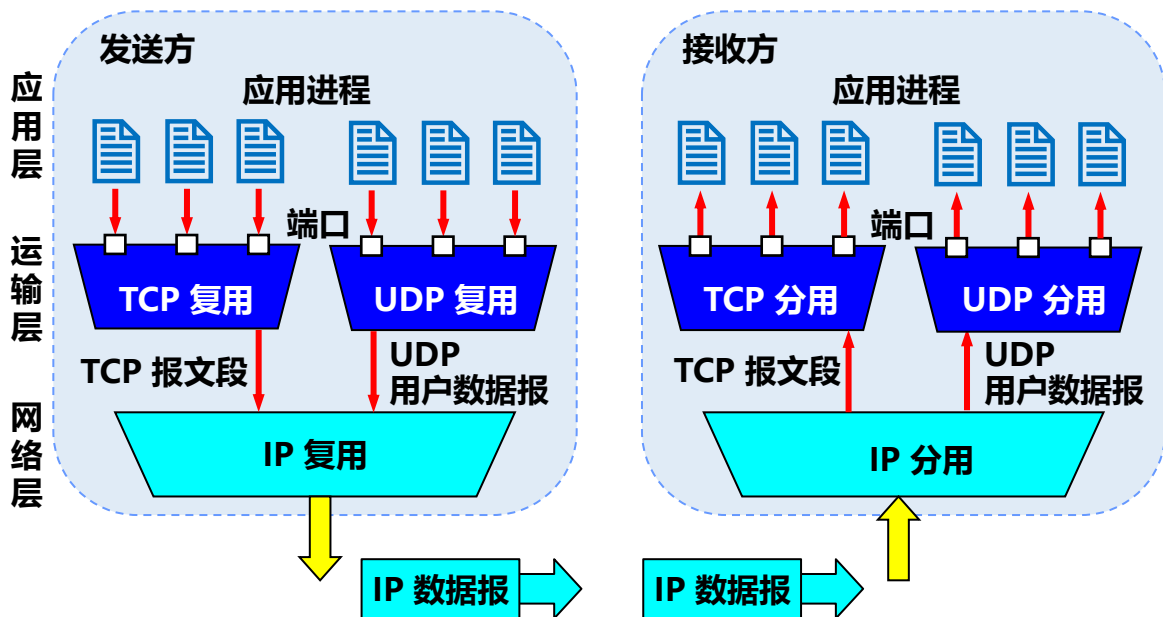 发送方
接收方
应用进程
应用进程
应用层
端口
端口
运输层
TCP 复用
UDP 复用
TCP 分用
UDP 分用
TCP 报文段
UDP
用户数据报
TCP 报文段
UDP
用户数据报
网络层
IP 复用
IP 分用
IP 数据报
IP 数据报